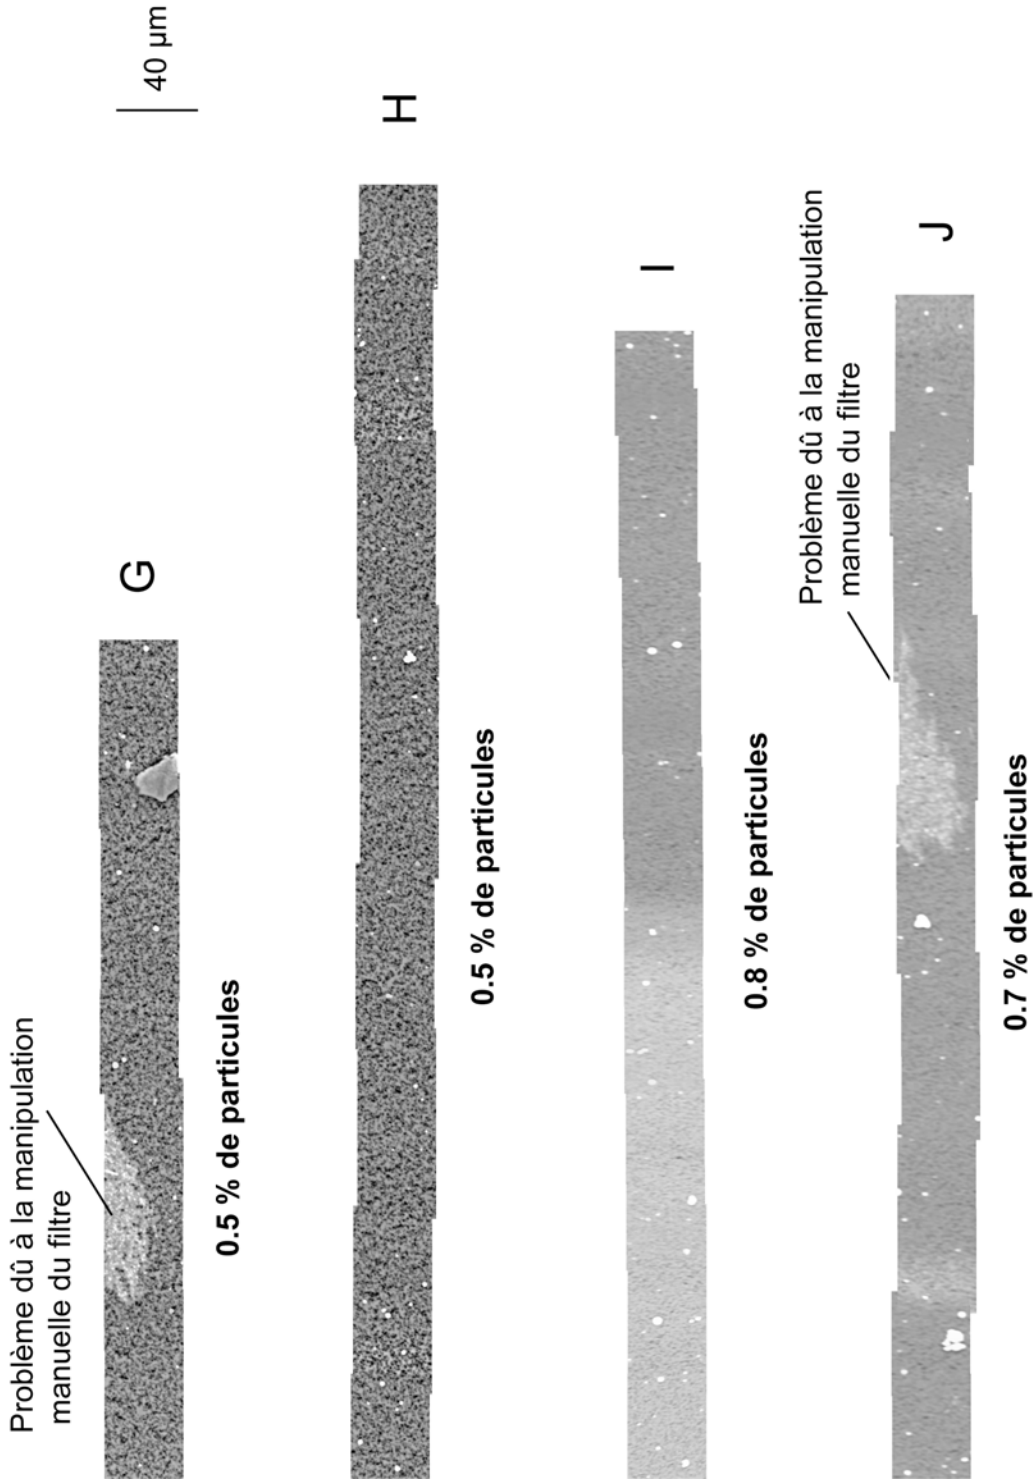 40 µm
Problème dû à la manipulation
manuelle du filtre
G
0.5 % de particules
H
0.5 % de particules
I
0.8 % de particules
Problème dû à la manipulation
manuelle du filtre
J
0.7 % de particules